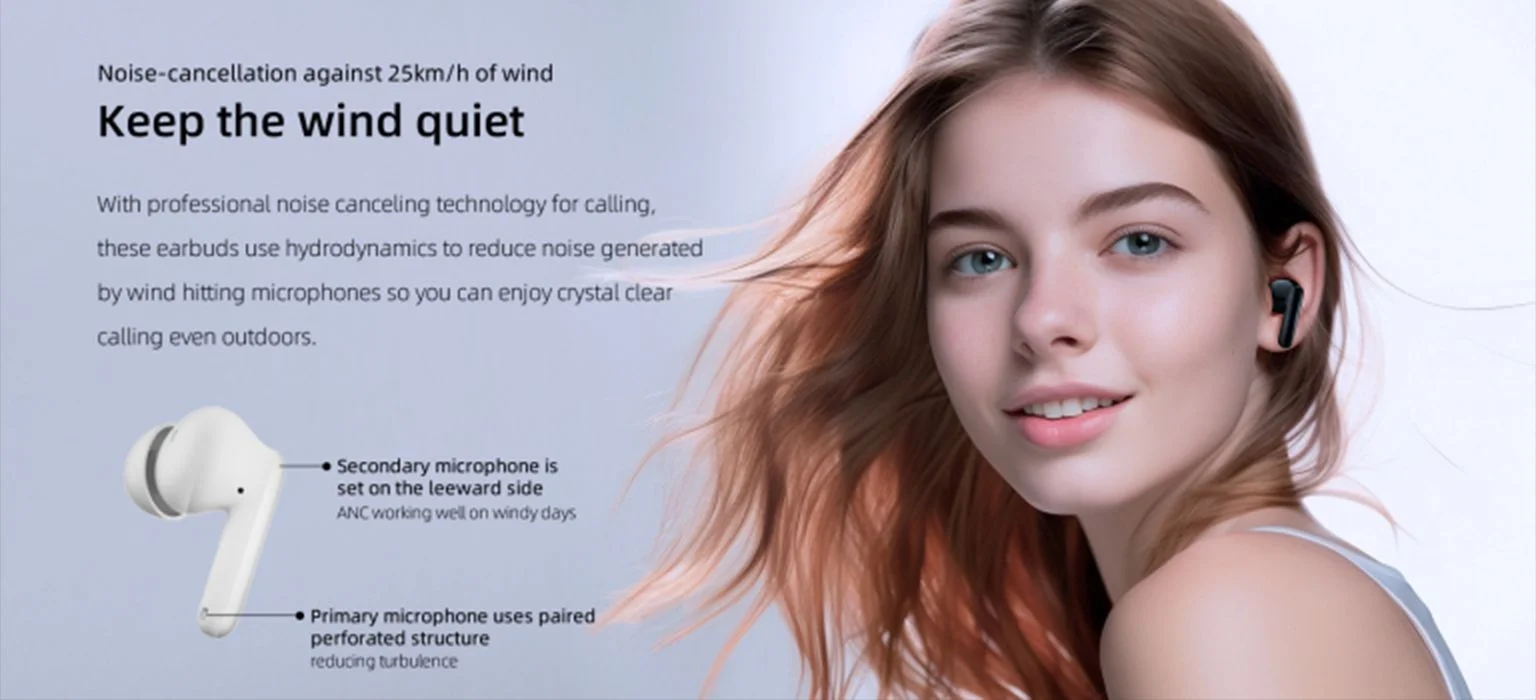 Noise-cancellation against 25km/h of wind
Keep the wind quiet
With professional noise canceling technology for calling,
these earbuds use hydrodynamics to reduce noise generated
by wind hitting microphones so you can enjoy crystal clear
calling even outdoors.
Secondary microphone is
set on the leeward side
ANC working well on windy days
Primary microphone uses paired
perforated structure
reducing turbulence